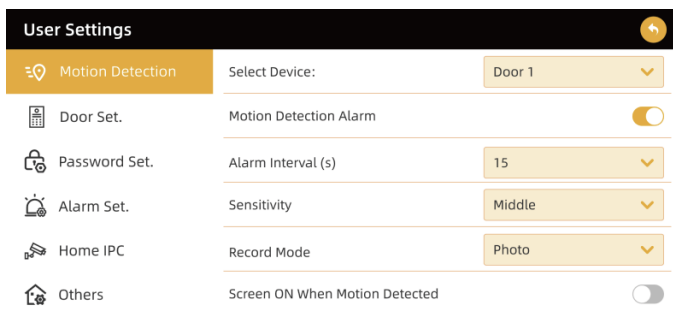 User Settings
Motion Detection
Select Device:
Door 1
Door Set.
Motion Detection Alarm
Password Set.
Alarm Interval (s)
15
Alarm Set.
Sensitivity
Middle
Home IPC
Record Mode
Photo
Others
Screen ON When Motion Detected